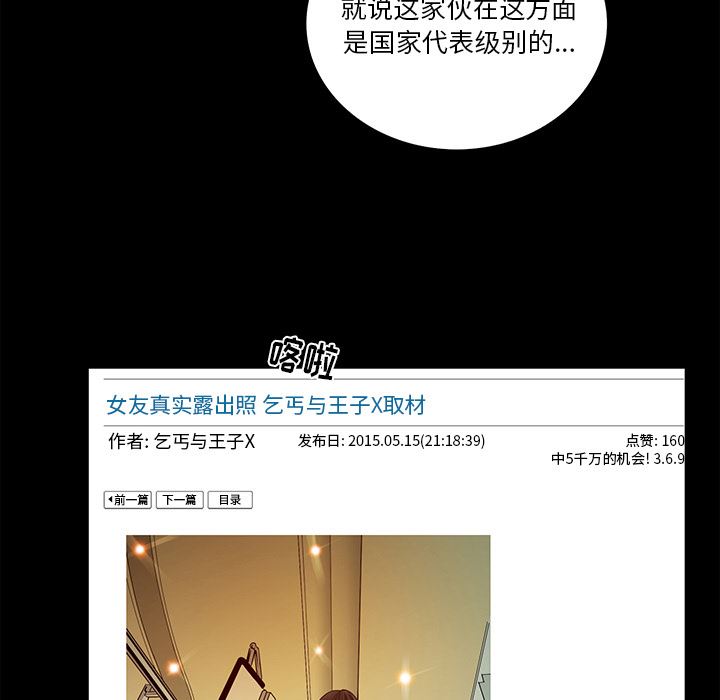 就说这家伙在这方面
是国家代表级别的...
喀啦
女友真实露出照 乞丐与王子X取材
作者: 乞丐与王子X 发布日: 2015.05.15(21:18:39) 点赞: 160
中5千万的机会! 3.6.9
前一篇 下一篇 目录